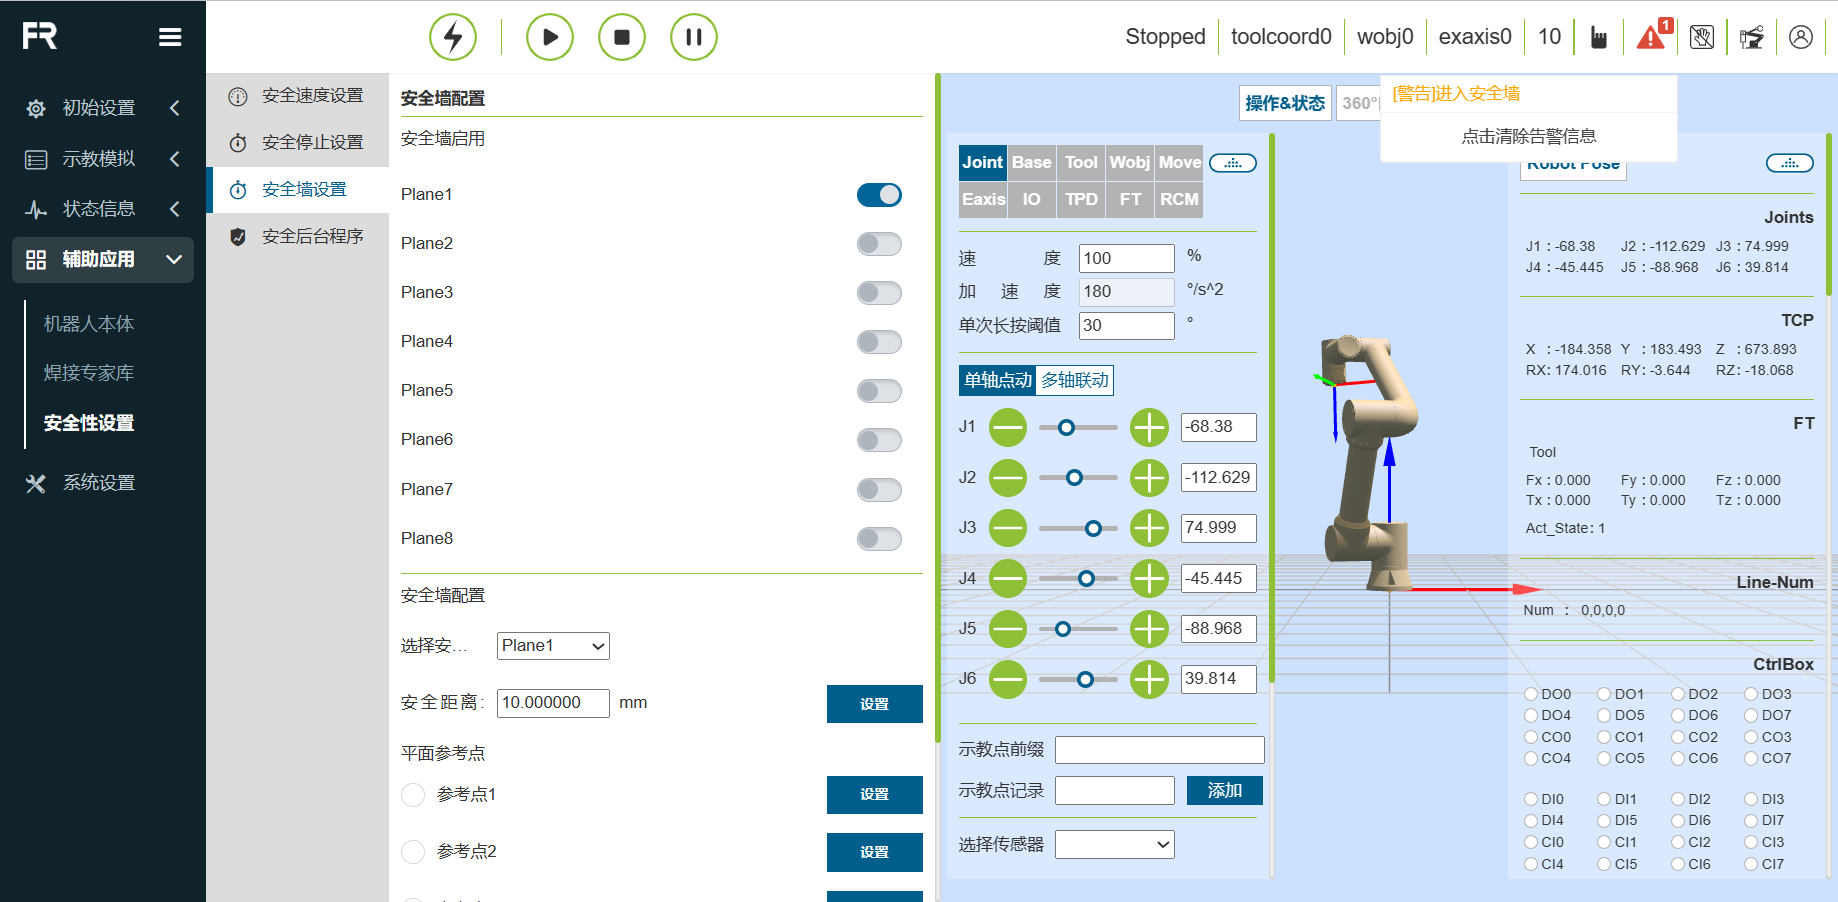 FR
Stopped
toolcoord0
wobj0
exaxis0
10
1
初始设置
示教模拟
状态信息
辅助应用
机器人本体
焊接专家库
安全性设置
系统设置
安全速度设置
安全停止设置
安全墙设置
安全后台程序
安全墙配置
安全墙启用
Plane1
Plane2
Plane3
Plane4
Plane5
Plane6
Plane7
Plane8
安全墙配置
选择安... Plane1
安全距离: 10.000000 mm 设置
平面参考点
参考点1 设置
参考点2 设置
操作&状态 360°
[警告]进入安全墙
点击清除告警信息
Joint Base Tool Wobj Move
Eaxis IO TPD FT RCM
速 度 100 %
加 速 度 180 °/s^2
单次长按阈值 30 °
单轴点动 多轴联动
J1 -68.38
J2 -112.629
J3 74.999
J4 -45.445
J5 -88.968
J6 39.814
示教点前缀
示教点记录 添加
选择传感器
Robot Pose
Joints
J1 : -68.38 J2 : -112.629 J3 : 74.999
J4 : -45.445 J5 : -88.968 J6 : 39.814
TCP
X : -184.358 Y : 183.493 Z : 673.893
RX: 174.016 RY: -3.644 RZ: -18.068
FT
Tool
Fx : 0.000 Fy : 0.000 Fz : 0.000
Tx : 0.000 Ty : 0.000 Tz : 0.000
Act_State: 1
Line-Num
Num : 0,0,0,0
CtrlBox
DO0 DO1 DO2 DO3
DO4 DO5 DO6 DO7
CO0 CO1 CO2 CO3
CO4 CO5 CO6 CO7
DI0 DI1 DI2 DI3
DI4 DI5 DI6 DI7
CI0 CI1 CI2 CI3
CI4 CI5 CI6 CI7